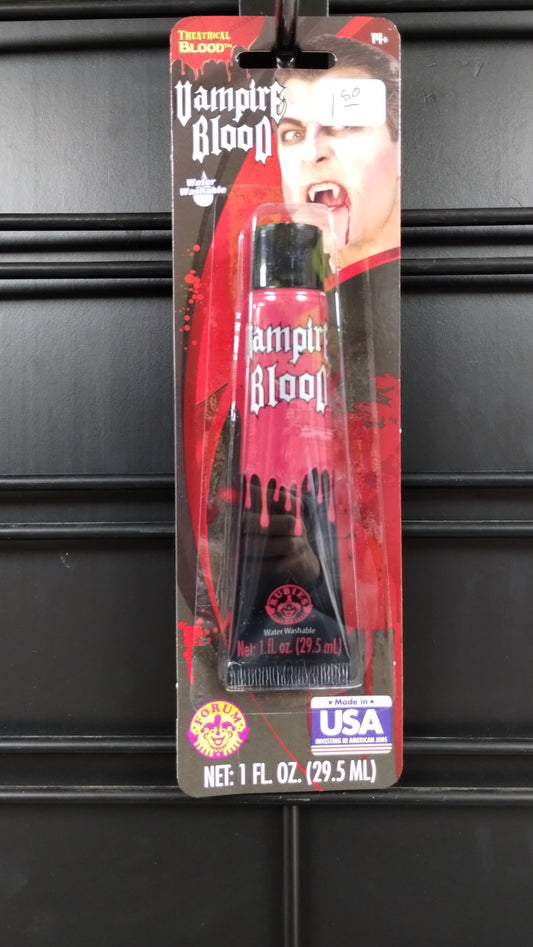 THEATRICAL
BLOOD™
14+
1 50
Vampire
Blood
Water
Washable
Vampire
Blood
RUBIES
Water Washable
Net: 1 fl. oz. (29.5 mL)
FORUM
Made in
USA
INVESTING IN AMERICAN JOBS
NET: 1 FL. OZ. (29.5 ML)